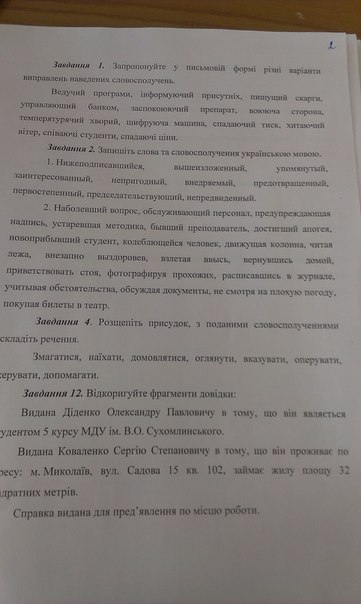 2
Завдання 1. Запропонуйте у письмовій формі різні варіанти
виправлень наведених словосполучень.
Ведучий програми, інформуючий присутніх, пишущий скарги,
управляющий банком, заспокоюючий препарат, воююча сторона,
температурячий хворий, шифруюча машина, спадаючий тиск, хитаючий
вітер, співаючі студенти, спадаючі ціни.
Завдання 2. Запишіть слова та словосполучення українською мовою.
1. Нижеподписавшийся, вышеизложенный, упомянутый,
заинтересованный, непригодный, внедряемый, предотвращенный,
первостепенный, председательствующий, непредвиденный.
2. Наболевший вопрос, обслуживающий персонал, предупреждающая
надпись, устаревшая методика, бывший преподаватель, достигший апогея,
новоприбывший студент, колеблющейся человек, движущая колонна, читая
лежа, внезапно выздоровев, взлетая ввысь, вернувшись домой,
приветствовать стоя, фотографируя прохожих, расписавшись в журнале,
учитывая обстоятельства, обсуждая документы, не смотря на плохую погоду,
покупая билеты в театр.
Завдання 4. Розщепіть присудок, з поданими словосполученнями
складіть речення.
Змагатися, наїхати, домовлятися, оглянути, вказувати, оперувати,
керувати, допомагати.
Завдання 12. Відкоригуйте фрагменти довідки:
Видана Діденко Олександру Павловичу в тому, що він являється
студентом 5 курсу МДУ ім. В.О. Сухомлинського.
Видана Коваленко Сергію Степановичу в тому, що він проживає по
ресу: м. Миколаїв, вул. Садова 15 кв. 102, займає жилу площу 32
адратних метрів.
Справка видана для пред'явлення по місцю роботи.